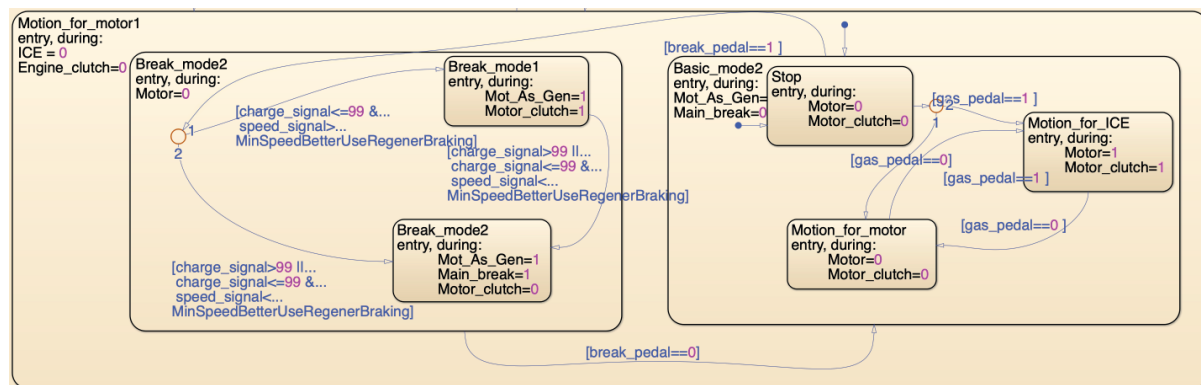 Motion_for_motor1
entry, during:
ICE = 0
Engine_clutch=0
Break_mode2
entry, during:
Motor=0
1
2
[charge_signal<=99 &...
speed_signal>...
MinSpeedBetterUseRegenerBraking]
Break_mode1
entry, during:
Mot_As_Gen=1
Motor_clutch=1
[charge_signal>99 ||...
charge_signal<=99 &...
speed_signal<...
MinSpeedBetterUseRegenerBraking]
[charge_signal>99 ||...
charge_signal<=99 &...
speed_signal<...
MinSpeedBetterUseRegenerBraking]
Break_mode2
entry, during:
Mot_As_Gen=1
Main_break=1
Motor_clutch=0
[break_pedal==1 ]
[break_pedal==0]
Basic_mode2
entry, during:
Mot_As_Gen=
Main_break=0
Stop
entry, during:
Motor=0
Motor_clutch=0
2
1
[gas_pedal==1 ]
[gas_pedal==0]
[gas_pedal==1 ]
Motion_for_ICE
entry, during:
Motor=1
Motor_clutch=1
[gas_pedal==0 ]
Motion_for_motor
entry, during:
Motor=0
Motor_clutch=0